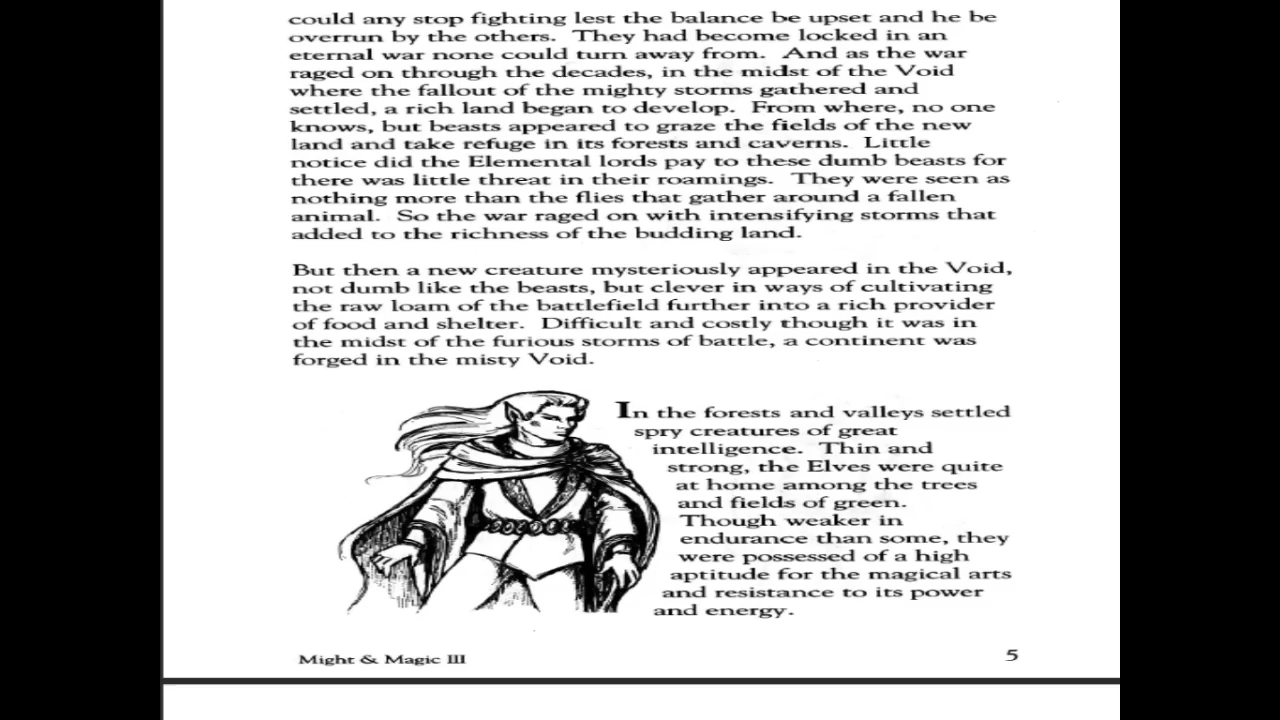 could any stop fighting lest the balance be upset and he be
overrun by the others. They had become locked in an
eternal war none could turn away from. And as the war
raged on through the decades, in the midst of the Void
where the fallout of the mighty storms gathered and
settled, a rich land began to develop. From where, no one
knows, but beasts appeared to graze the fields of the new
land and take refuge in its forests and caverns. Little
notice did the Elemental lords pay to these dumb beasts for
there was little threat in their roamings. They were seen as
nothing more than the flies that gather around a fallen
animal. So the war raged on with intensifying storms that
added to the richness of the budding land.
But then a new creature mysteriously appeared in the Void,
not dumb like the beasts, but clever in ways of cultivating
the raw loam of the battlefield further into a rich provider
of food and shelter. Difficult and costly though it was in
the midst of the furious storms of battle, a continent was
forged in the misty Void.
In the forests and valleys settled
spry creatures of great
intelligence. Thin and
strong, the Elves were quite
at home among the trees
and fields of green.
Though weaker in
endurance than some, they
were possessed of a high
aptitude for the magical arts
and resistance to its power
and energy.
Might & Magic III
5